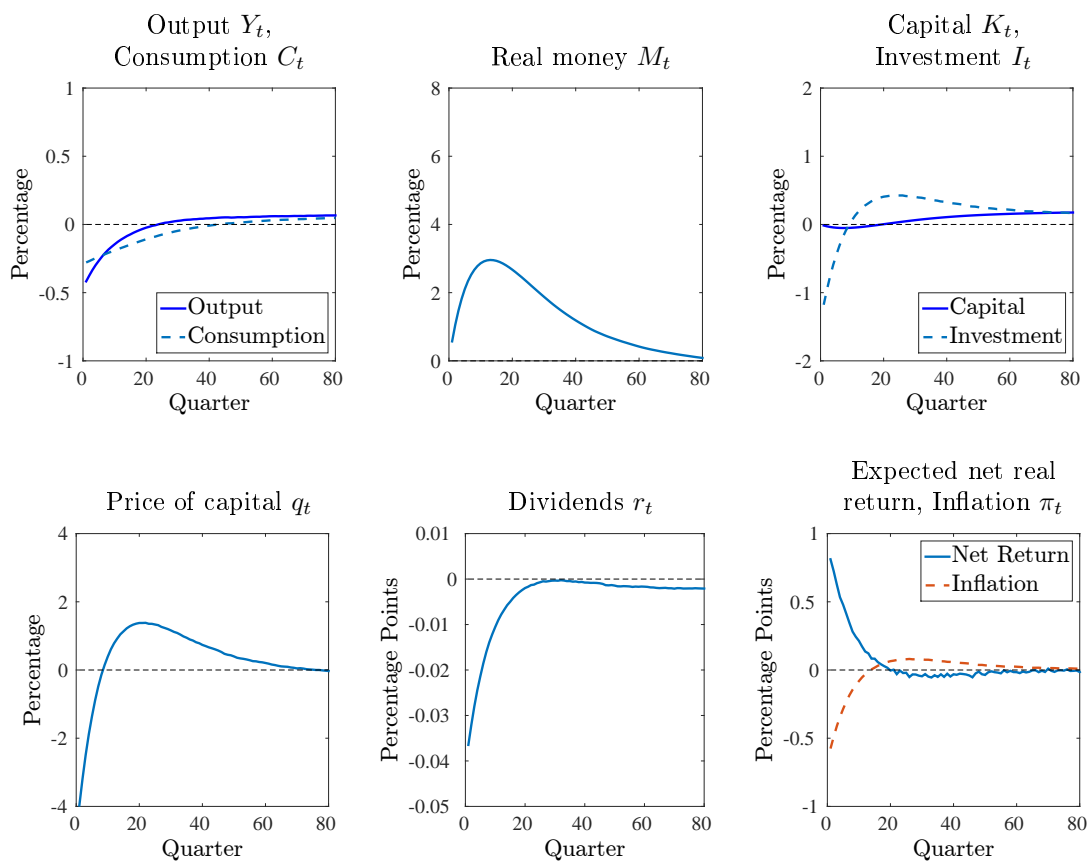 Output Y_t,
Consumption C_t
Percentage
1
0.5
0
-0.5
-1
Output
Consumption
0 20 40 60 80
Quarter
Real money M_t
Percentage
8
6
4
2
0
0 20 40 60 80
Quarter
Capital K_t,
Investment I_t
Percentage
2
1
0
-1
-2
Capital
Investment
0 20 40 60 80
Quarter
Price of capital q_t
Percentage
4
2
0
-2
-4
0 20 40 60 80
Quarter
Dividends r_t
Percentage Points
0.01
0
-0.01
-0.02
-0.03
-0.04
-0.05
0 20 40 60 80
Quarter
Expected net real
return, Inflation π_t
Percentage Points
1
0.5
0
-0.5
-1
Net Return
Inflation
0 20 40 60 80
Quarter